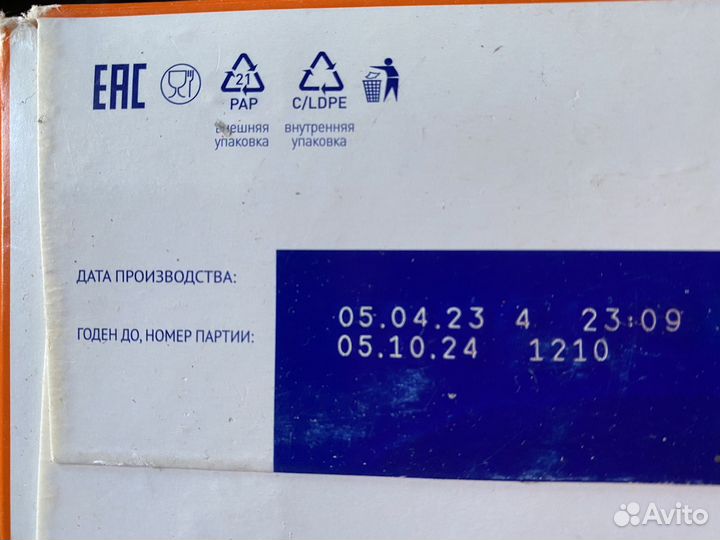 EAC
21
PAP
C/LDPE
внешняя внутренняя
упаковка упаковка
ДАТА ПРОИЗВОДСТВА:
05.04.23 4 23:09
ГОДЕН ДО, НОМЕР ПАРТИИ:
05.10.24 1210
Avito